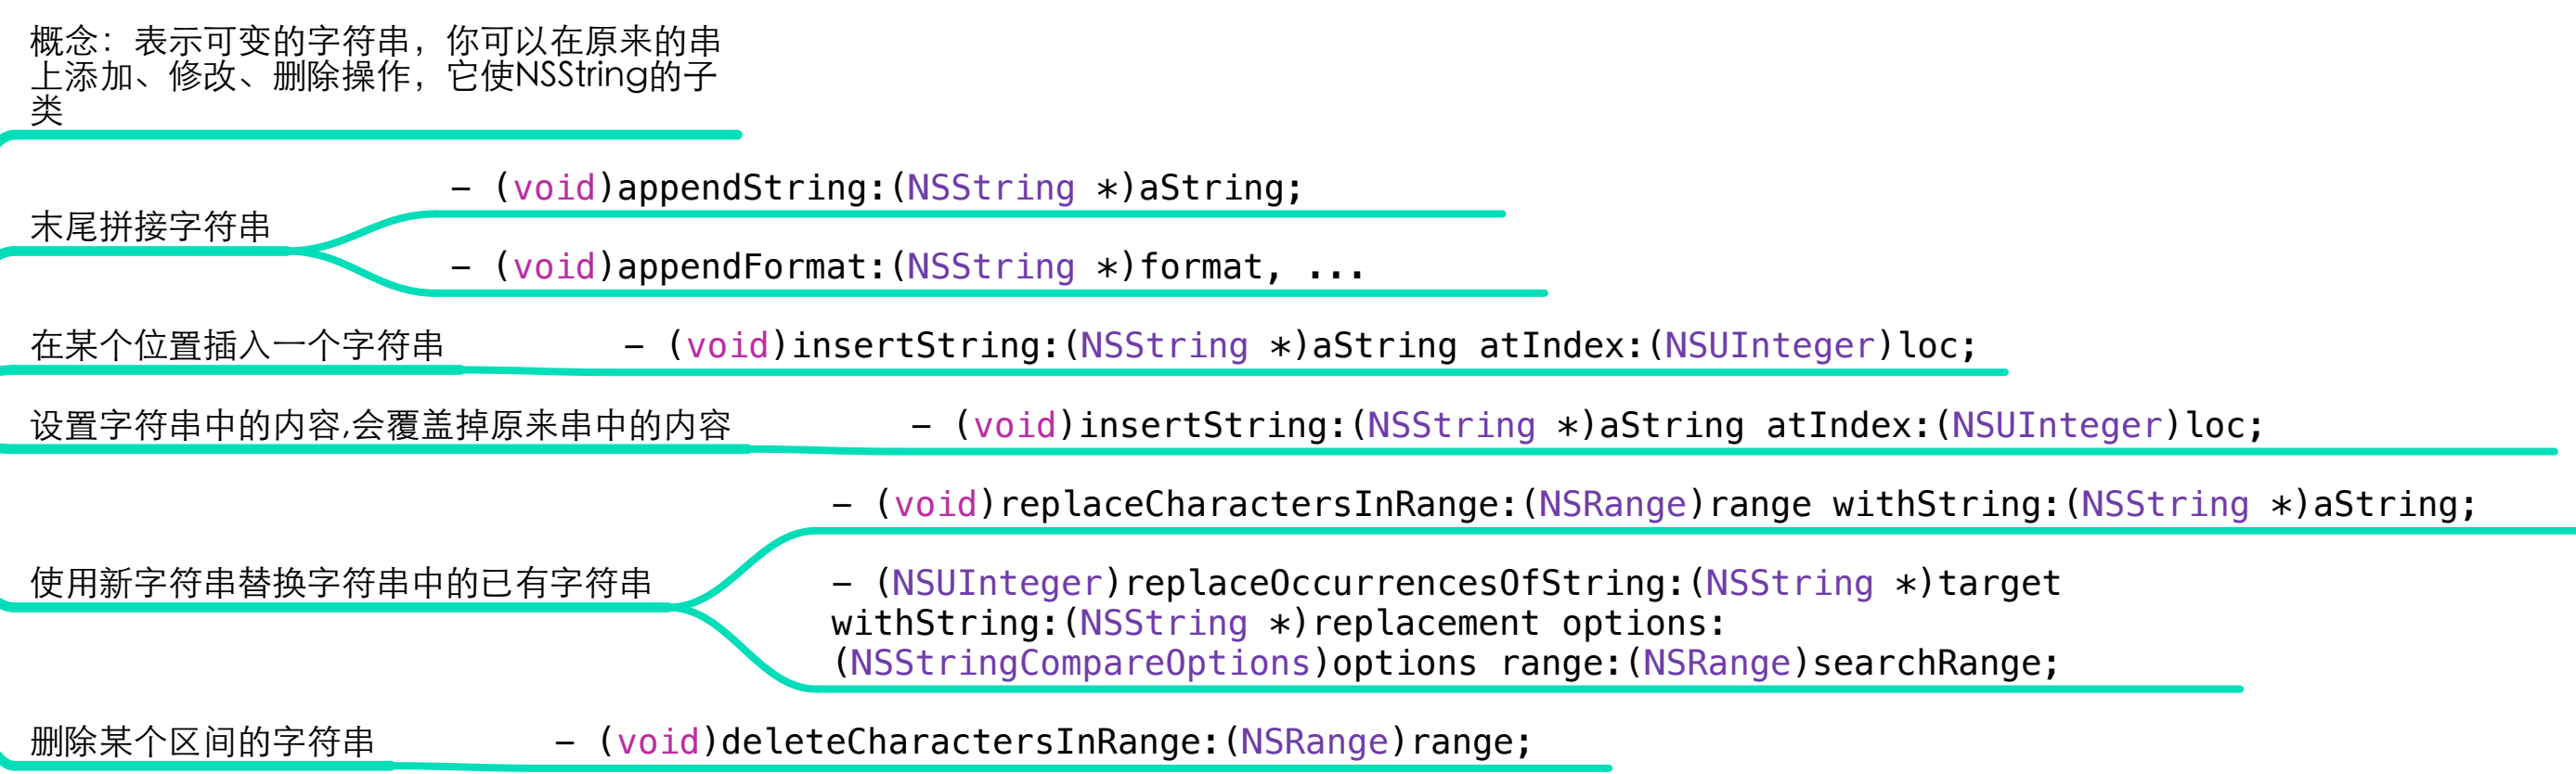 概念：表示可变的字符串，你可以在原来的串
上添加、修改、删除操作，它使NSString的子
类
末尾拼接字符串
- (void)appendString:(NSString *)aString;
- (void)appendFormat:(NSString *)format, ...
在某个位置插入一个字符串
- (void)insertString:(NSString *)aString atIndex:(NSUInteger)loc;
设置字符串中的内容,会覆盖掉原来串中的内容
- (void)insertString:(NSString *)aString atIndex:(NSUInteger)loc;
使用新字符串替换字符串中的已有字符串
- (void)replaceCharactersInRange:(NSRange)range withString:(NSString *)aString;
- (NSUInteger)replaceOccurrencesOfString:(NSString *)target
withString:(NSString *)replacement options:
(NSStringCompareOptions)options range:(NSRange)searchRange;
删除某个区间的字符串
- (void)deleteCharactersInRange:(NSRange)range;